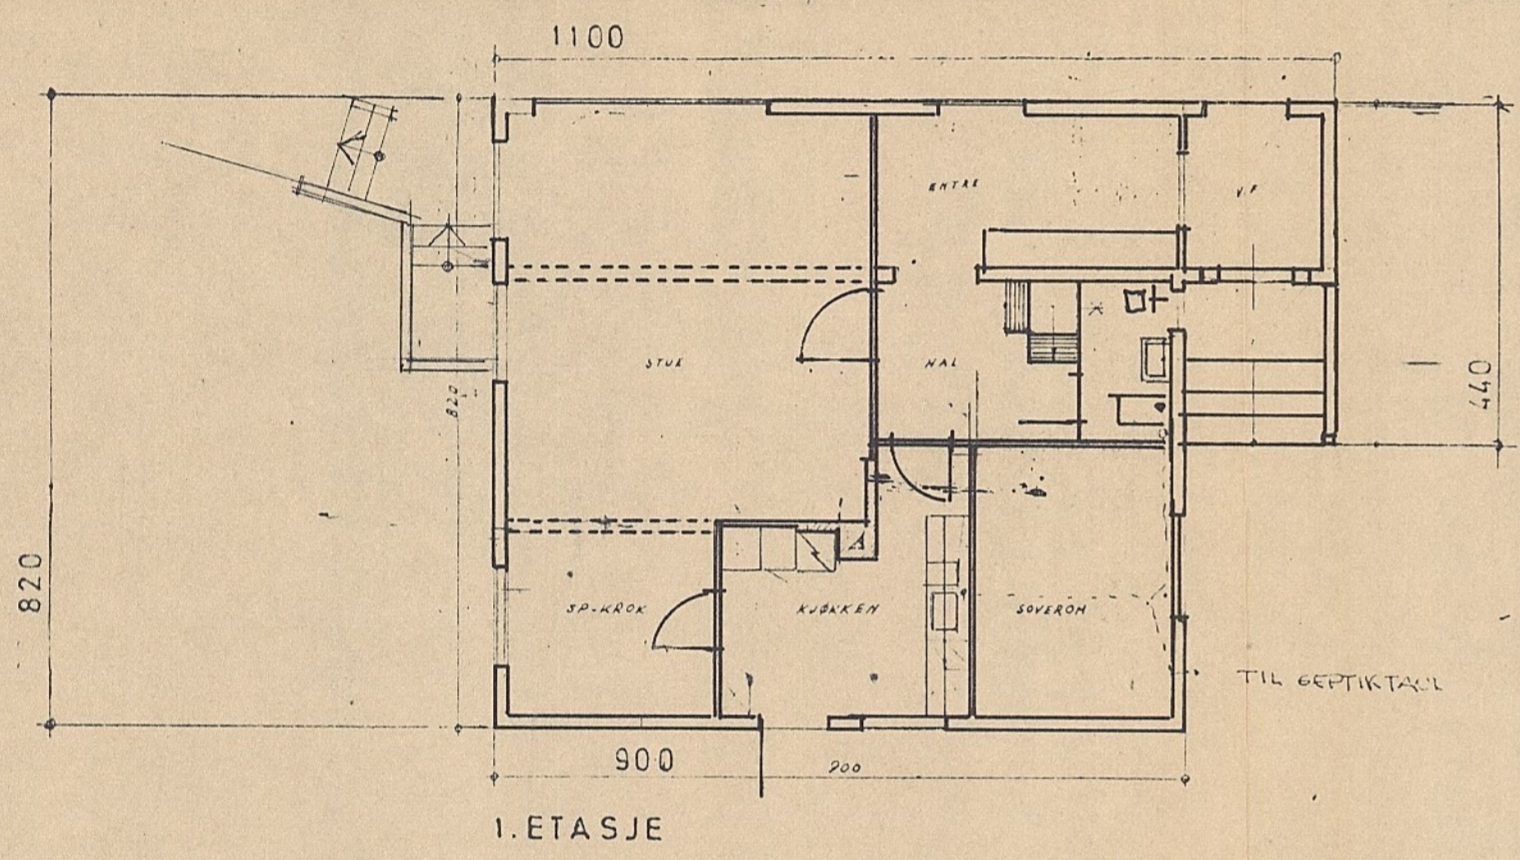 1100
ENTRE
V.F
STUE
HAL
820
440
820
SP-KROK
KJØKKEN
SOVEROM
TIL SEPTIKTANK
900
900
1. ETASJE